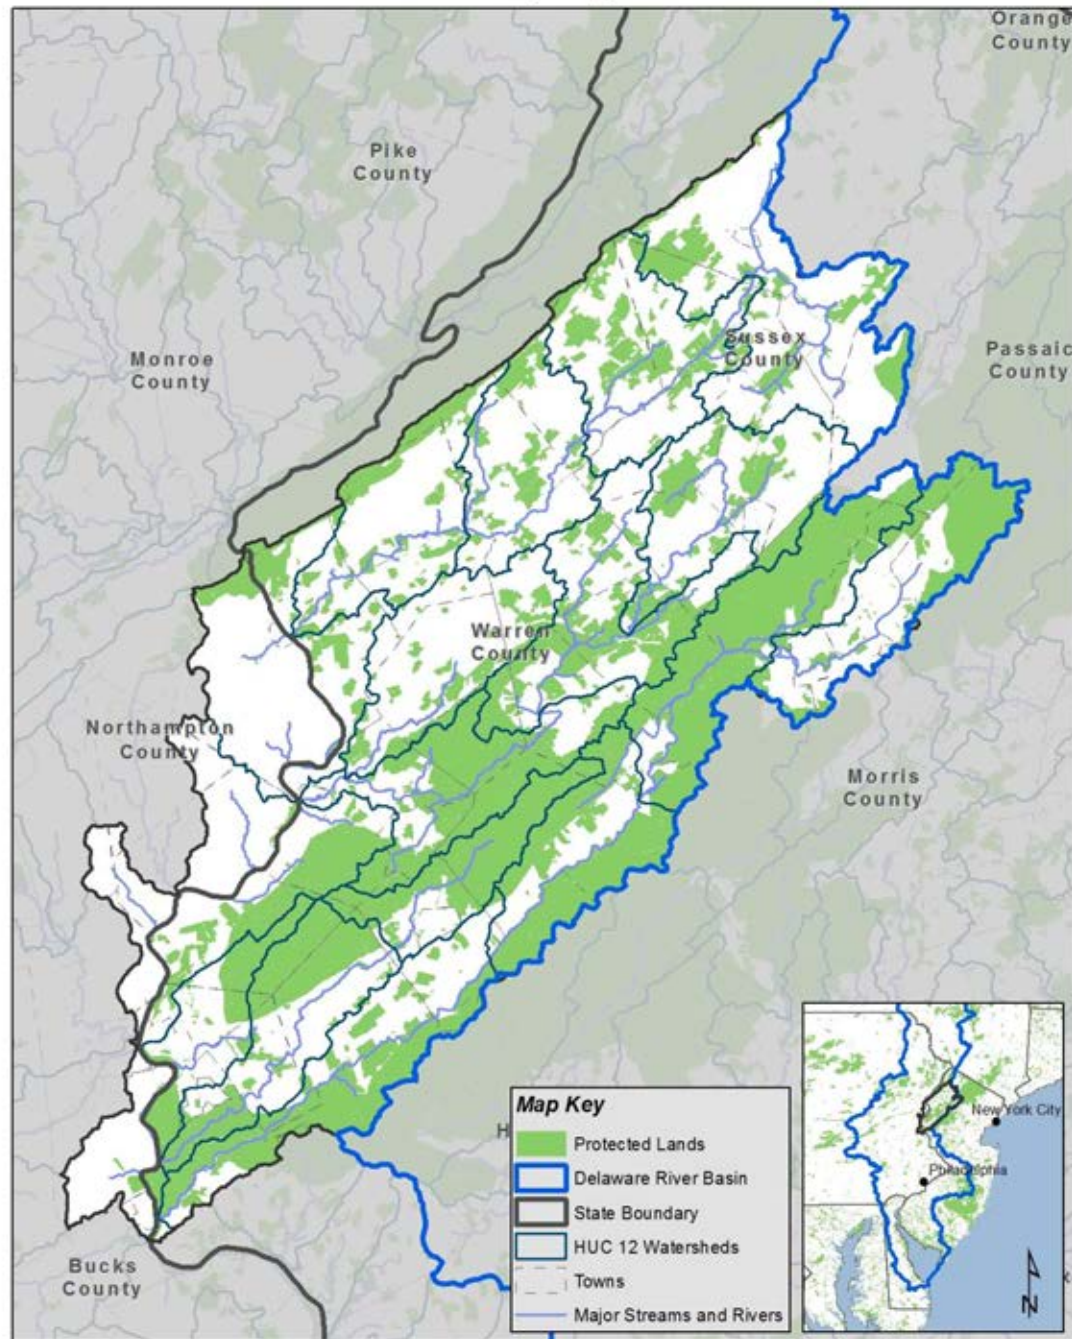 Orange
County
Pike
County
Sussex
County
Passaic
County
Monroe
County
Warren
County
Northampton
County
Morris
County
Bucks
County
H
Map Key
Protected Lands
Delaware River Basin
State Boundary
HUC 12 Watersheds
Towns
Major Streams and Rivers
New York City
Philadelphia
N